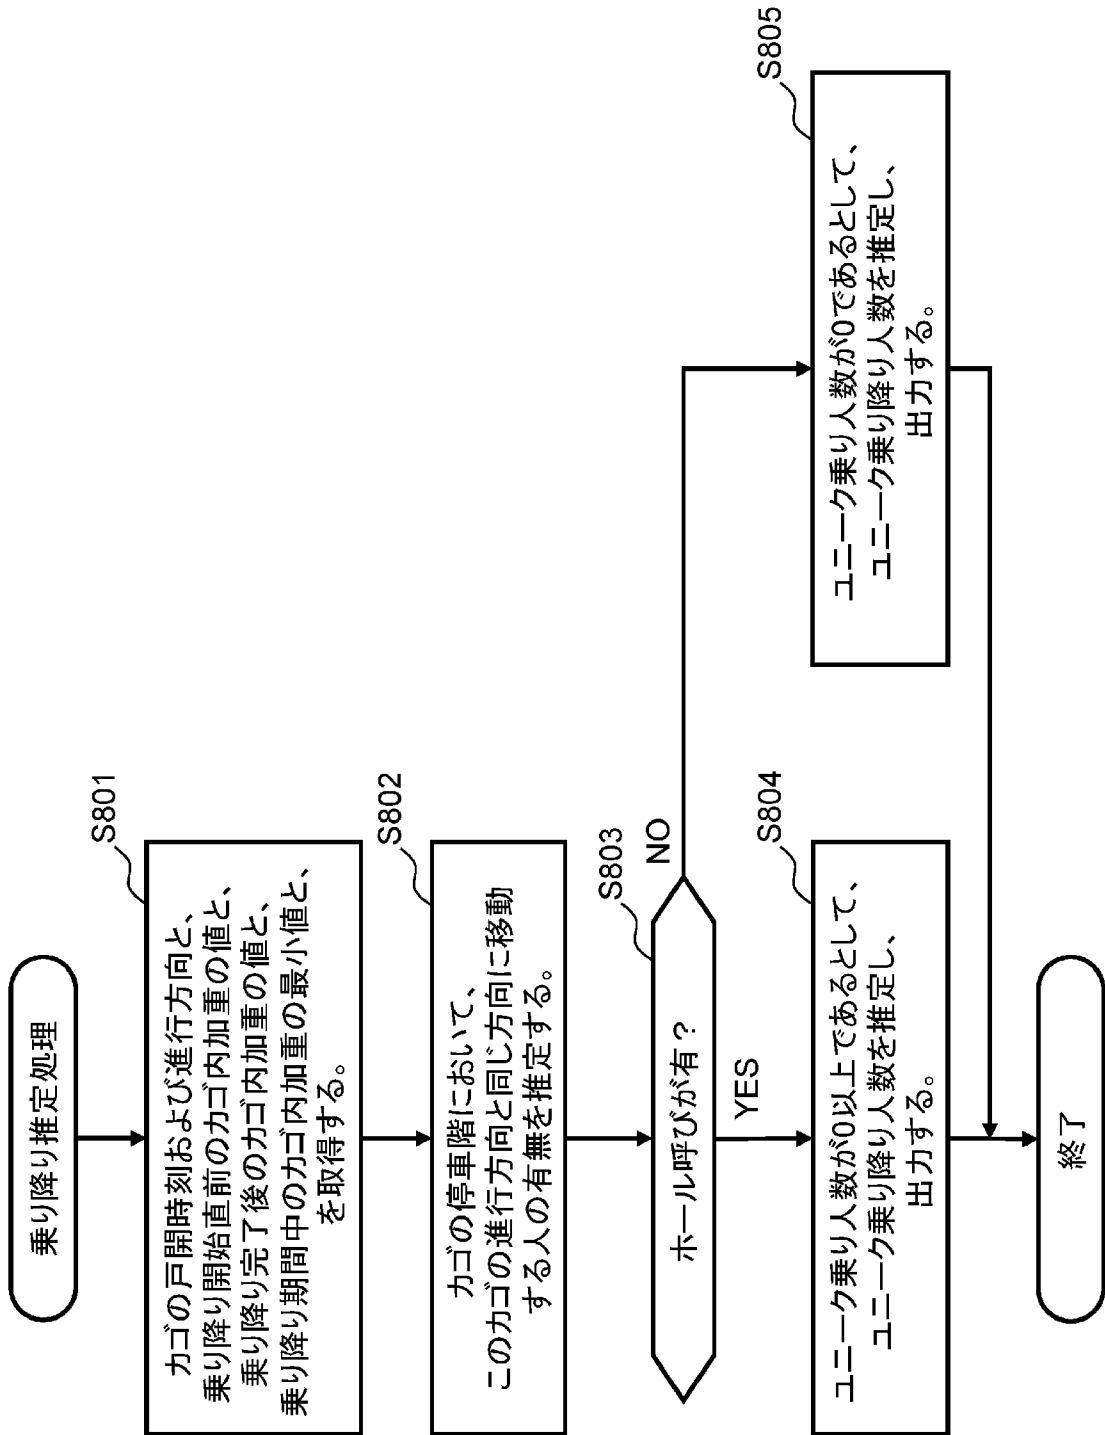 乗り降り推定処理
S801
カゴの戸開時刻および進行方向と、
乗り降り開始直前のカゴ内加重の値と、
乗り降り完了後のカゴ内加重の値と、
乗り降り期間中のカゴ内加重の最小値と、
を取得する。
S802
カゴの停車階において、
このカゴの進行方向と同じ方向に移動
する人の有無を推定する。
S803
ホール呼びが有？
NO
YES
S804
ユニーク乗り人数が0以上であるとして、
ユニーク乗り降り人数を推定し、
出力する。
S805
ユニーク乗り人数が0であるとして、
ユニーク乗り降り人数を推定し、
出力する。
終了